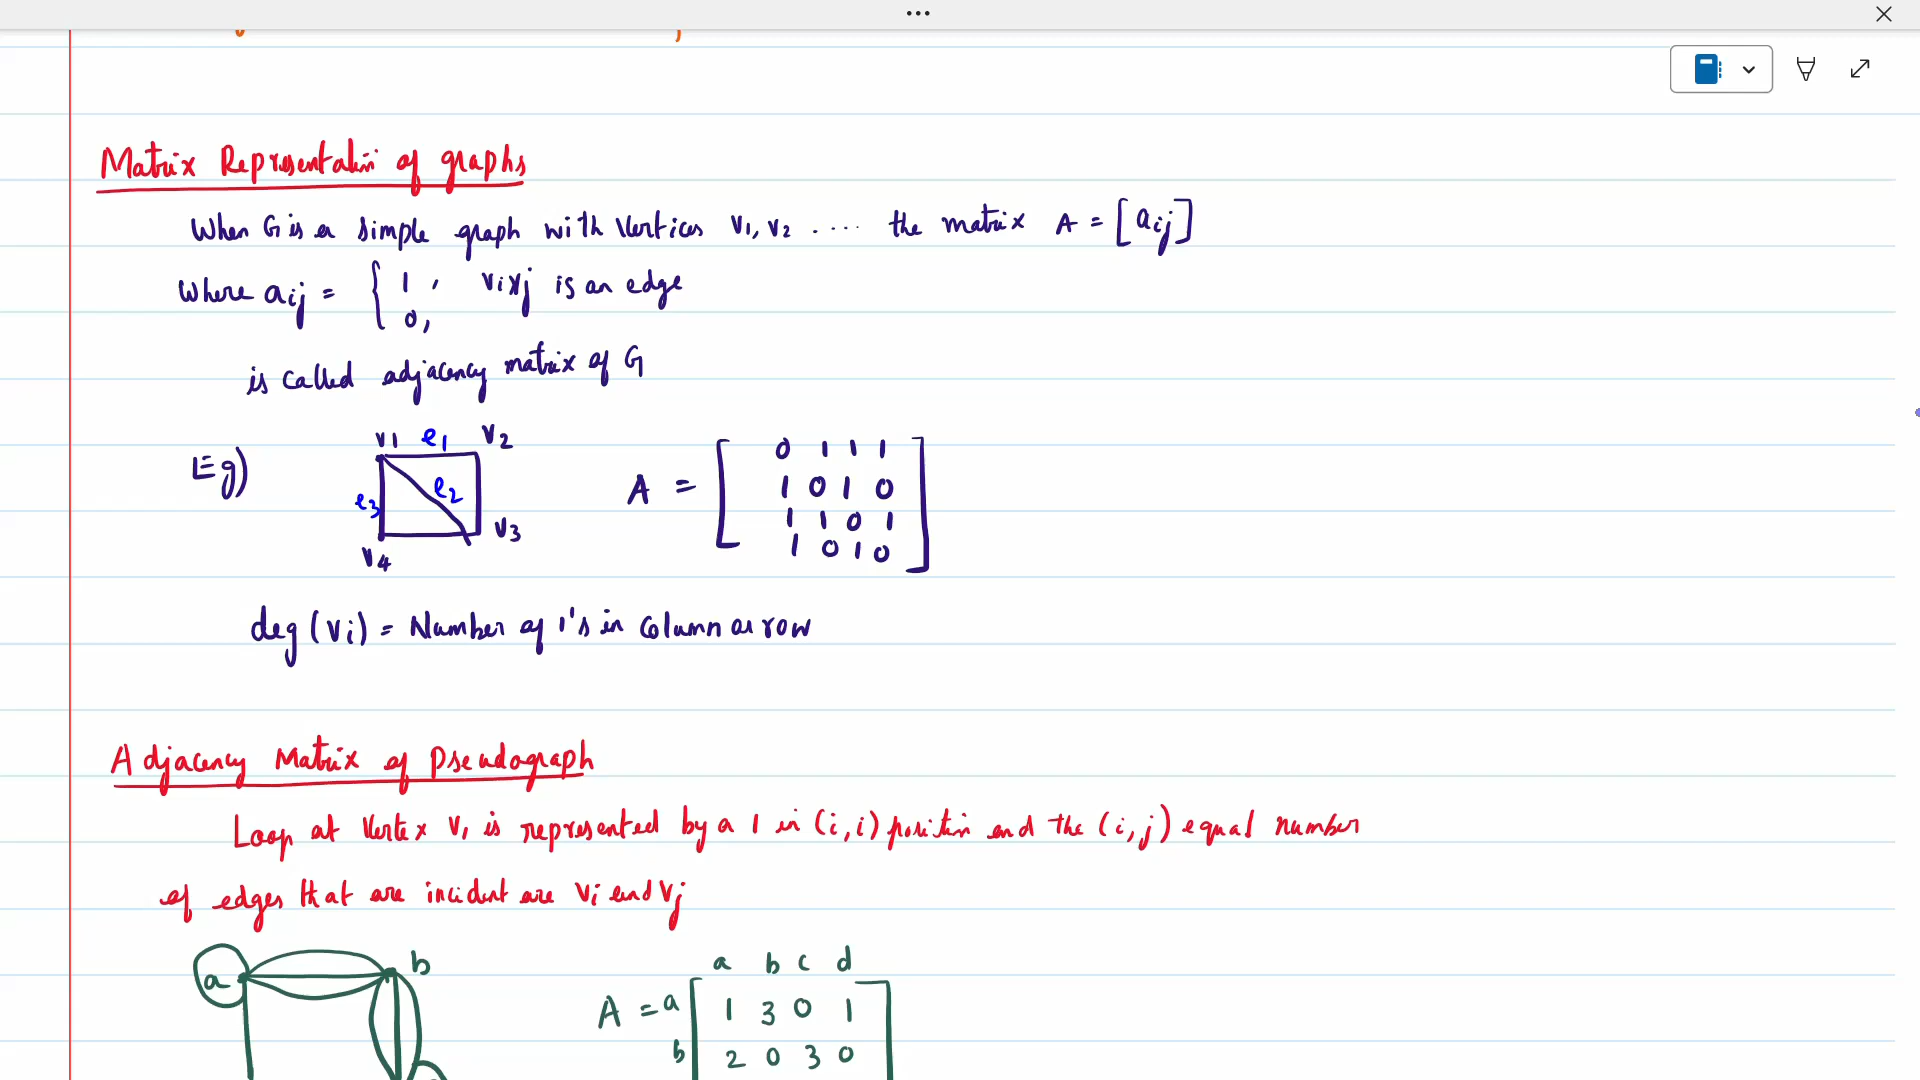 Matrix Representation of graphs
When G is a simple graph with vertices v1, v2 .... the matrix A = [aij]
Where aij = { 1, vivj is an edge
0,
is called adjacency matrix of G
Eg)
v1 e1 v2
e3 e2
v4 v3
A = [ 0 1 1 1
1 0 1 0
1 1 0 1
1 0 1 0 ]
deg (vi) = Number of 1's in column or row
Adjacency Matrix of Pseudograph
Loop at vertex v1 is represented by a 1 in (i,i) position and the (i,j) equal number
of edges that are incident are vi and vj
a b
a b c d
A = a [ 1 3 0 1
b 2 0 3 0